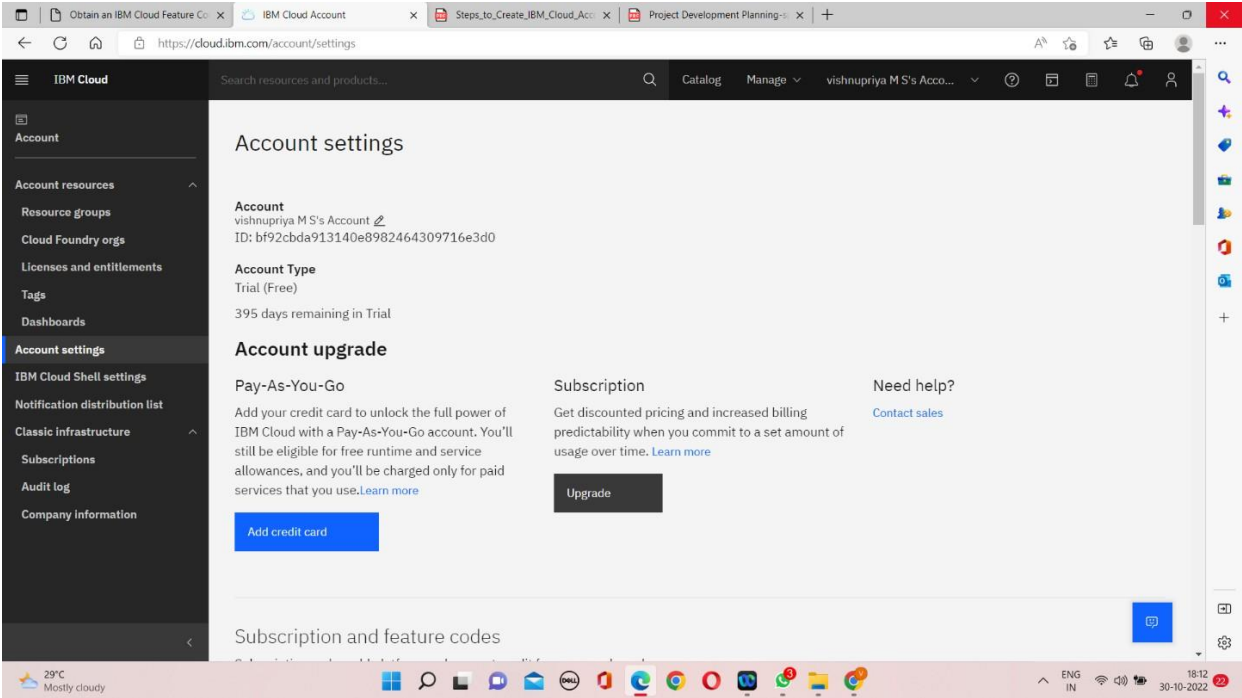 Obtain an IBM Cloud Feature Co
IBM Cloud Account
Steps_to_Create_IBM_Cloud_Acc
Project Development Planning-s
https://cloud.ibm.com/account/settings
IBM Cloud
Search resources and products...
Catalog
Manage
vishnupriya M S's Acco...
Account
Account resources
Resource groups
Cloud Foundry orgs
Licenses and entitlements
Tags
Dashboards
Account settings
IBM Cloud Shell settings
Notification distribution list
Classic infrastructure
Subscriptions
Audit log
Company information
Account settings
Account
vishnupriya M S's Account
ID: bf92cbda913140e8982464309716e3d0
Account Type
Trial (Free)
395 days remaining in Trial
Account upgrade
Pay-As-You-Go
Add your credit card to unlock the full power of
IBM Cloud with a Pay-As-You-Go account. You'll
still be eligible for free runtime and service
allowances, and you'll be charged only for paid
services that you use.Learn more
Add credit card
Subscription
Get discounted pricing and increased billing
predictability when you commit to a set amount of
usage over time. Learn more
Upgrade
Need help?
Contact sales
Subscription and feature codes
29°C
Mostly cloudy
DELL
3
ENG
IN
18:12
30-10-2022
22